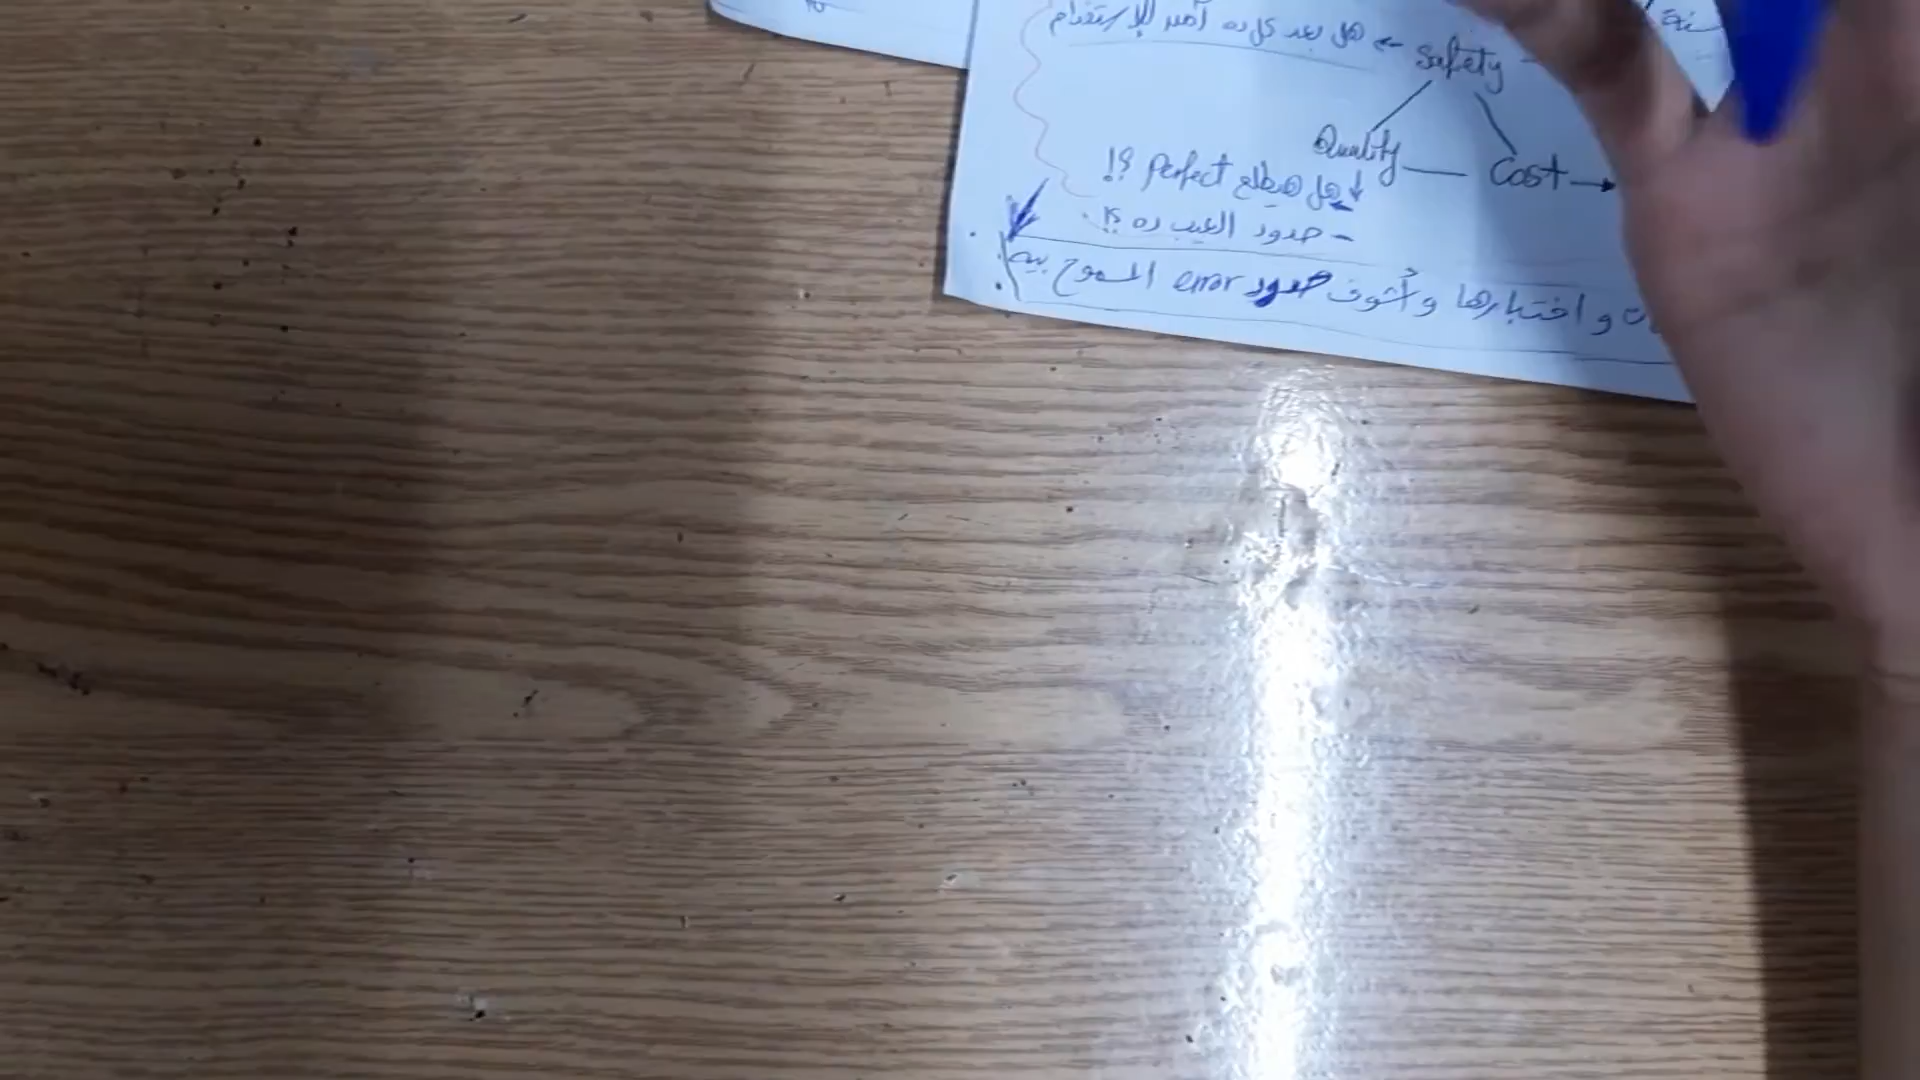 Safety ← هل بعد كل ده آمن للإستخدام
Quality
Cost →
هل هيطلع Perfect ؟!
- حدود العيب ده ؟!
و اختبارها و أشوف حدود error المسموح بيه